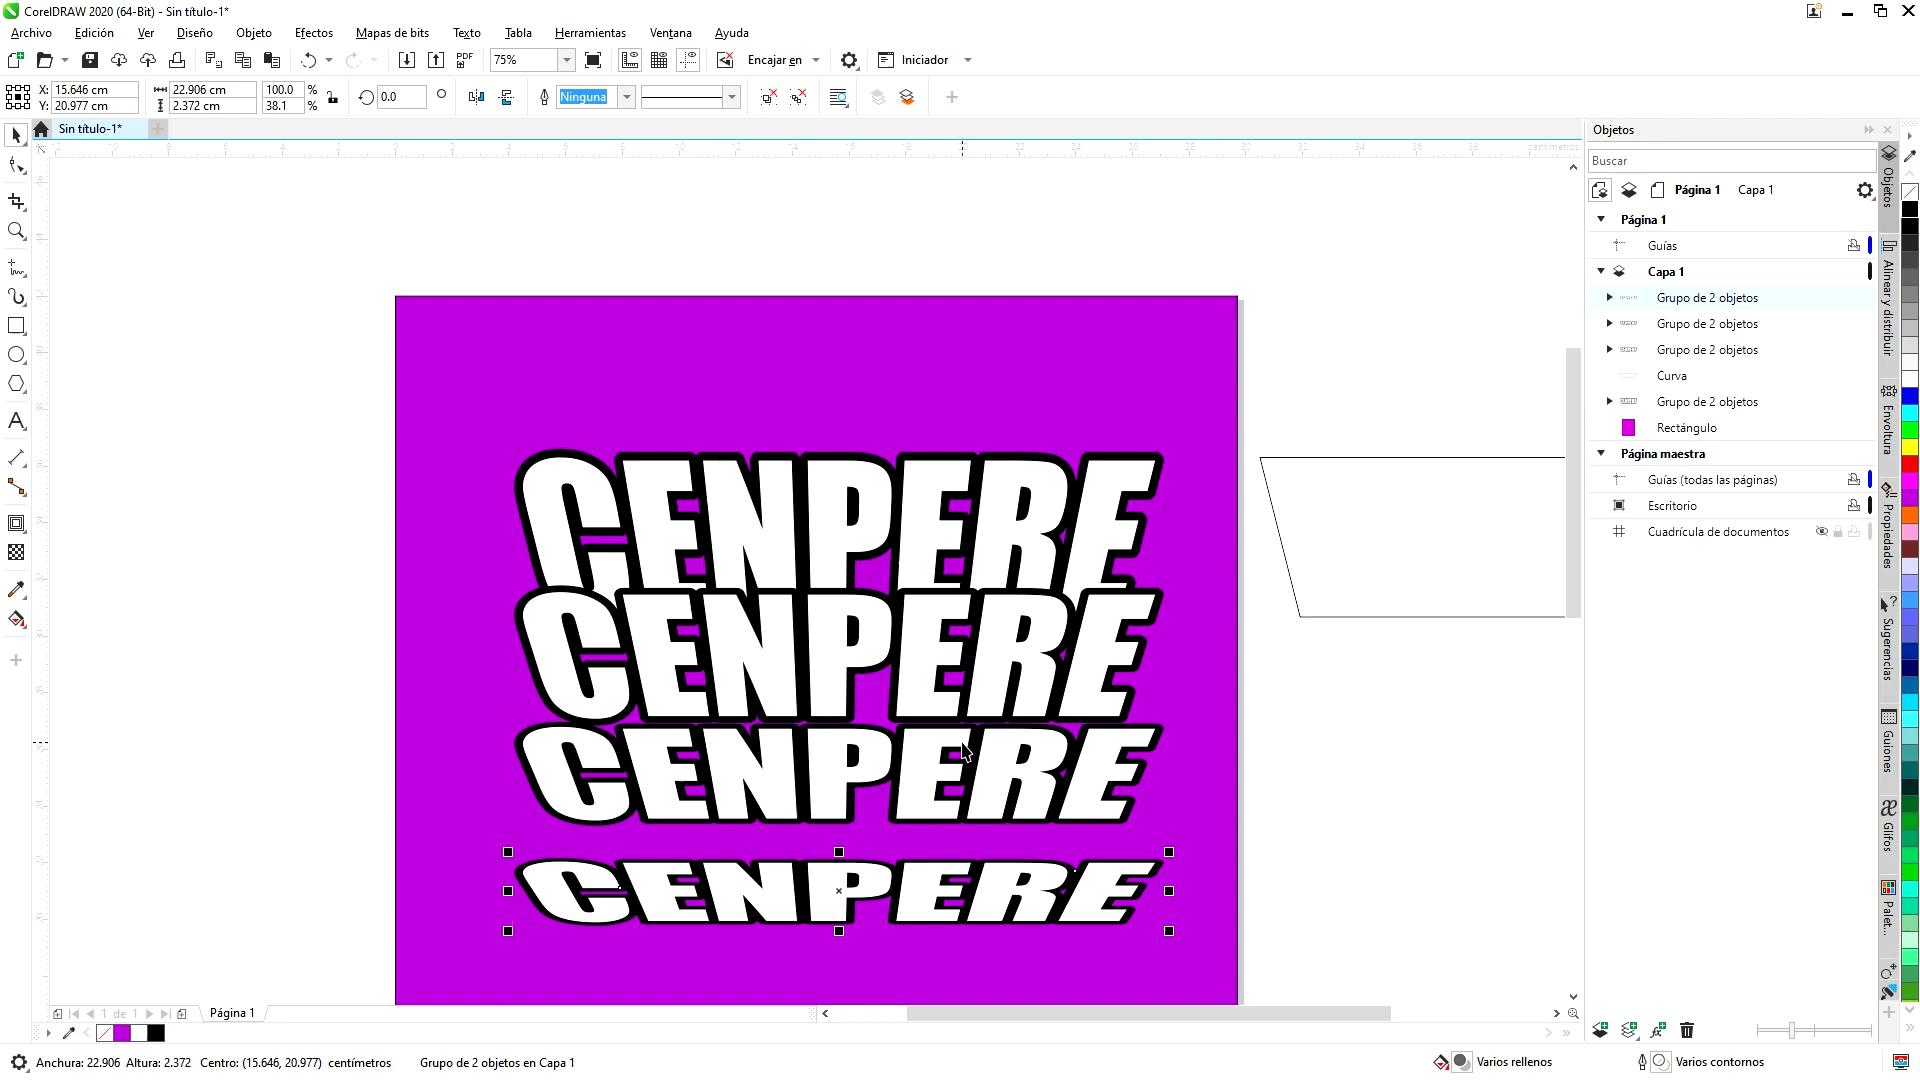 CorelDRAW 2020 (64-Bit) - Sin título-1*
Archivo Edición Ver Diseño Objeto Efectos Mapas de bits Texto Tabla Herramientas Ventana Ayuda
PDF 75% Encajar en Iniciador
X: 15.646 cm 22.906 cm 100.0 % 0.0 ° Ninguna
Y: 20.977 cm 2.372 cm 38.1 %
Sin título-1*
centímetros
CENPERE
CENPERE
CENPERE
CENPERE
Objetos
Buscar
Página 1 Capa 1
Página 1
Guías
Capa 1
Grupo de 2 objetos
Grupo de 2 objetos
Grupo de 2 objetos
Curva
Grupo de 2 objetos
Rectángulo
Página maestra
Guías (todas las páginas)
Escritorio
Cuadrícula de documentos
Objetos
Alinear y distribuir
Envoltura
Propiedades
Sugerencias
Guiones
Glifos
Palet...
1 de 1 Página 1
Anchura: 22.906 Altura: 2.372 Centro: (15.646, 20.977) centímetros Grupo de 2 objetos en Capa 1 Varios rellenos Varios contornos